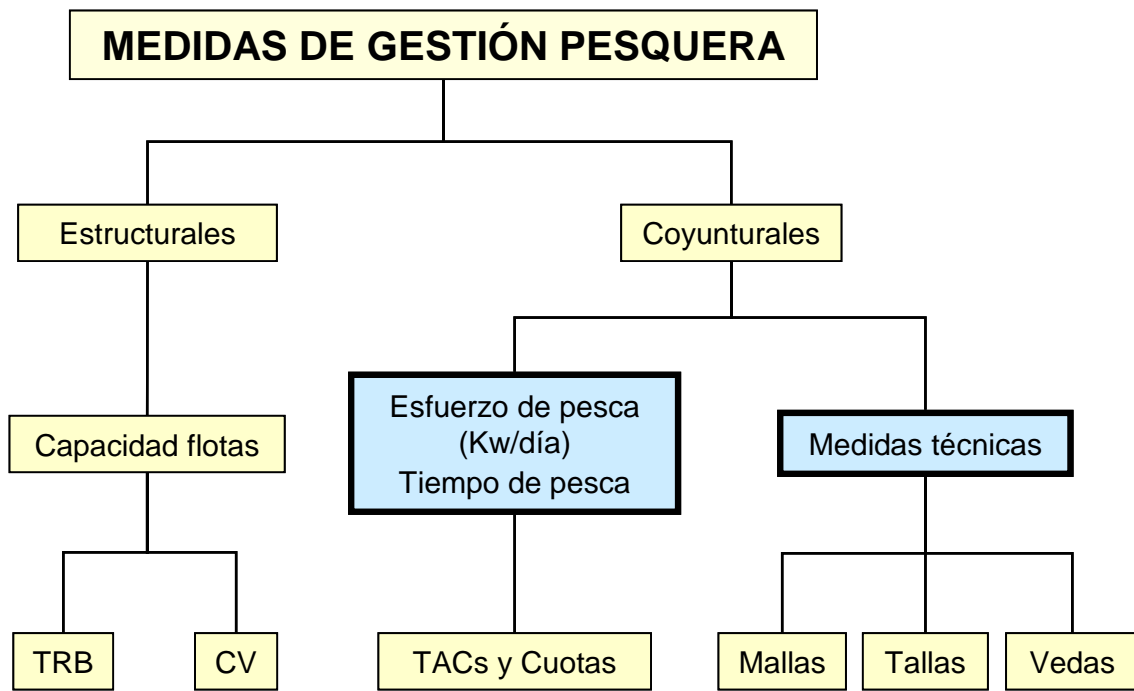 MEDIDAS DE GESTIÓN PESQUERA
Estructurales
Coyunturales
Esfuerzo de pesca
(Kw/día)
Tiempo de pesca
Capacidad flotas
Medidas técnicas
TRB
CV
TACs y Cuotas
Mallas
Tallas
Vedas